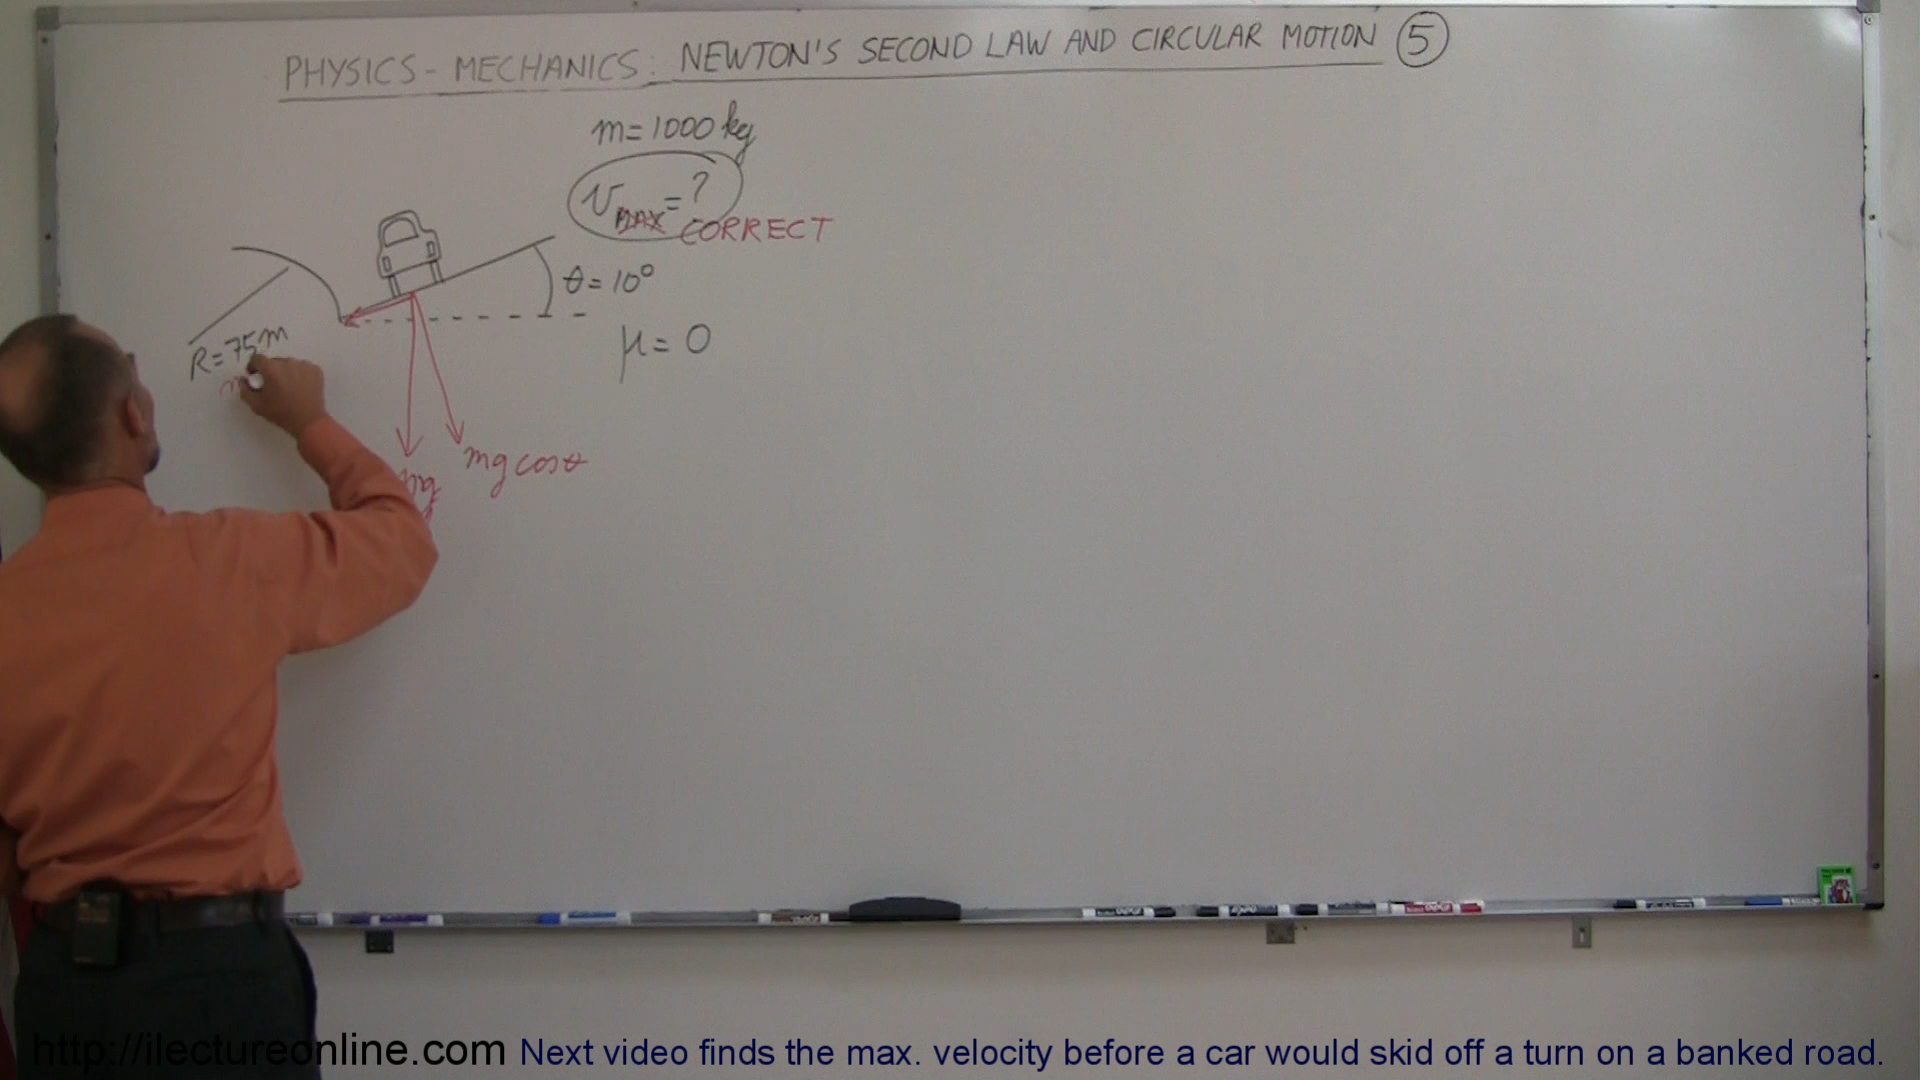 PHYSICS - MECHANICS: NEWTON'S SECOND LAW AND CIRCULAR MOTION 5
m = 1000 kg
v MAX = ?
CORRECT
θ = 10°
R = 75 m
μ = 0
m
mg cos θ
mg
http://ilectureonline.com Next video finds the max. velocity before a car would skid off a turn on a banked road.